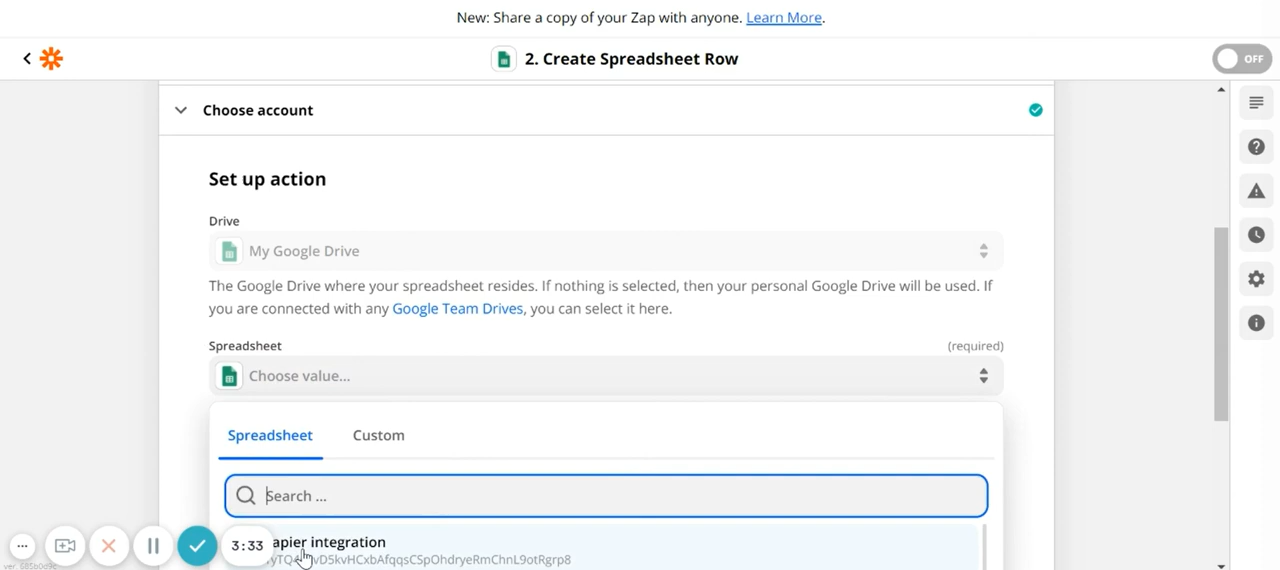 New: Share a copy of your Zap with anyone. Learn More.
2. Create Spreadsheet Row
OFF
Choose account
Set up action
Drive
My Google Drive
The Google Drive where your spreadsheet resides. If nothing is selected, then your personal Google Drive will be used. If
you are connected with any Google Team Drives, you can select it here.
Spreadsheet (required)
Choose value...
Spreadsheet Custom
Search ...
apier integration
3:33